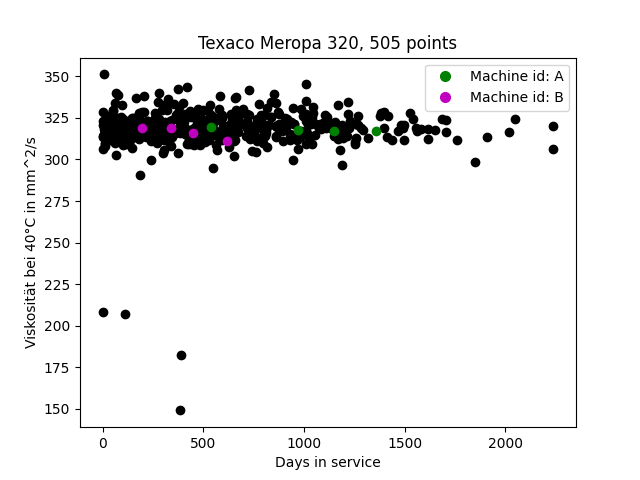 Texaco Meropa 320, 505 points
Machine id: A
Machine id: B
Viskosität bei 40°C in mm^2/s
350
325
300
275
250
225
200
175
150
0
500
1000
1500
2000
Days in service